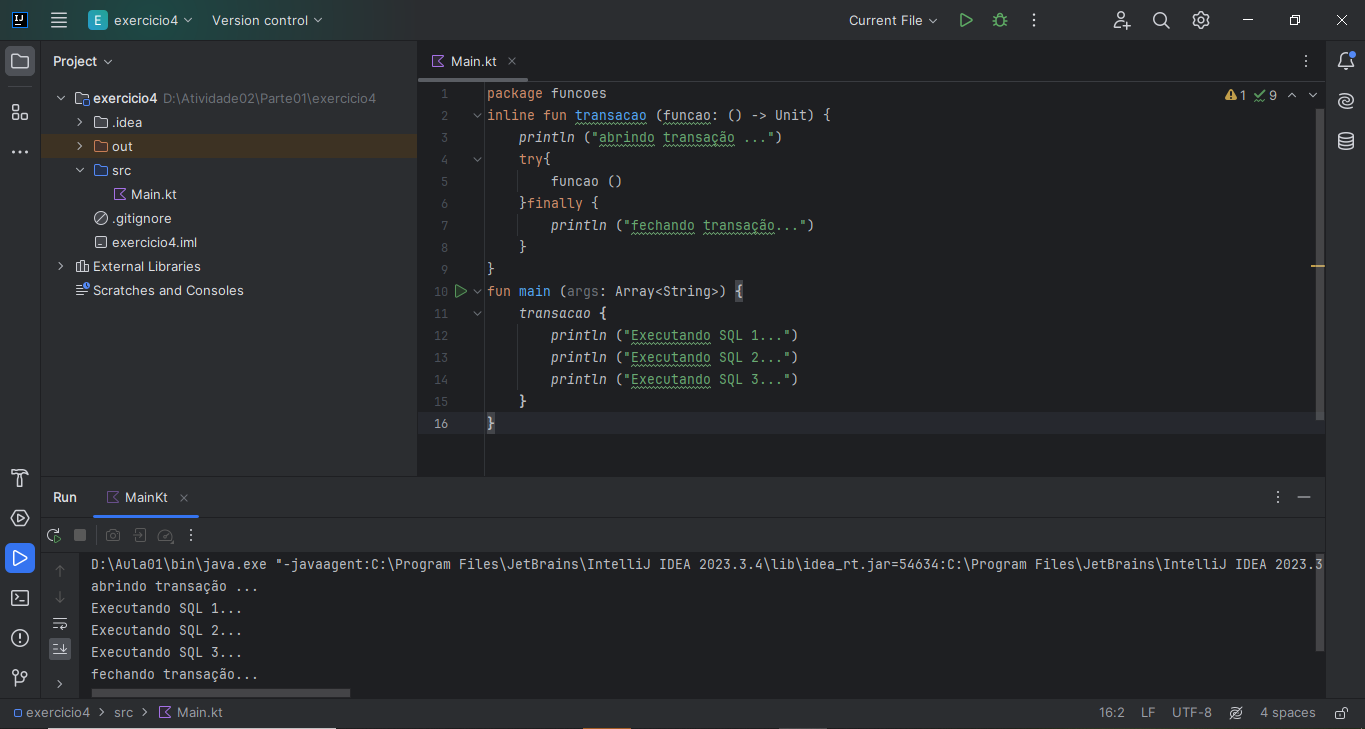 IJ
E exercicio4 Version control Current File
Project
exercicio4 D:\Atividade02\Parte01\exercicio4
.idea
out
src
Main.kt
.gitignore
exercicio4.iml
External Libraries
Scratches and Consoles
Main.kt
1 9
1 package funcoes
2 inline fun transacao (funcao: () -> Unit) {
3 println ("abrindo transação ...")
4 try{
5 funcao ()
6 }finally {
7 println ("fechando transação...")
8 }
9 }
10 fun main (args: Array<String>) {
11 transacao {
12 println ("Executando SQL 1...")
13 println ("Executando SQL 2...")
14 println ("Executando SQL 3...")
15 }
16 }
Run MainKt
D:\Aula01\bin\java.exe "-javaagent:C:\Program Files\JetBrains\IntelliJ IDEA 2023.3.4\lib\idea_rt.jar=54634:C:\Program Files\JetBrains\IntelliJ IDEA 2023.3
abrindo transação ...
Executando SQL 1...
Executando SQL 2...
Executando SQL 3...
fechando transação...
exercicio4 > src > Main.kt 16:2 LF UTF-8 4 spaces